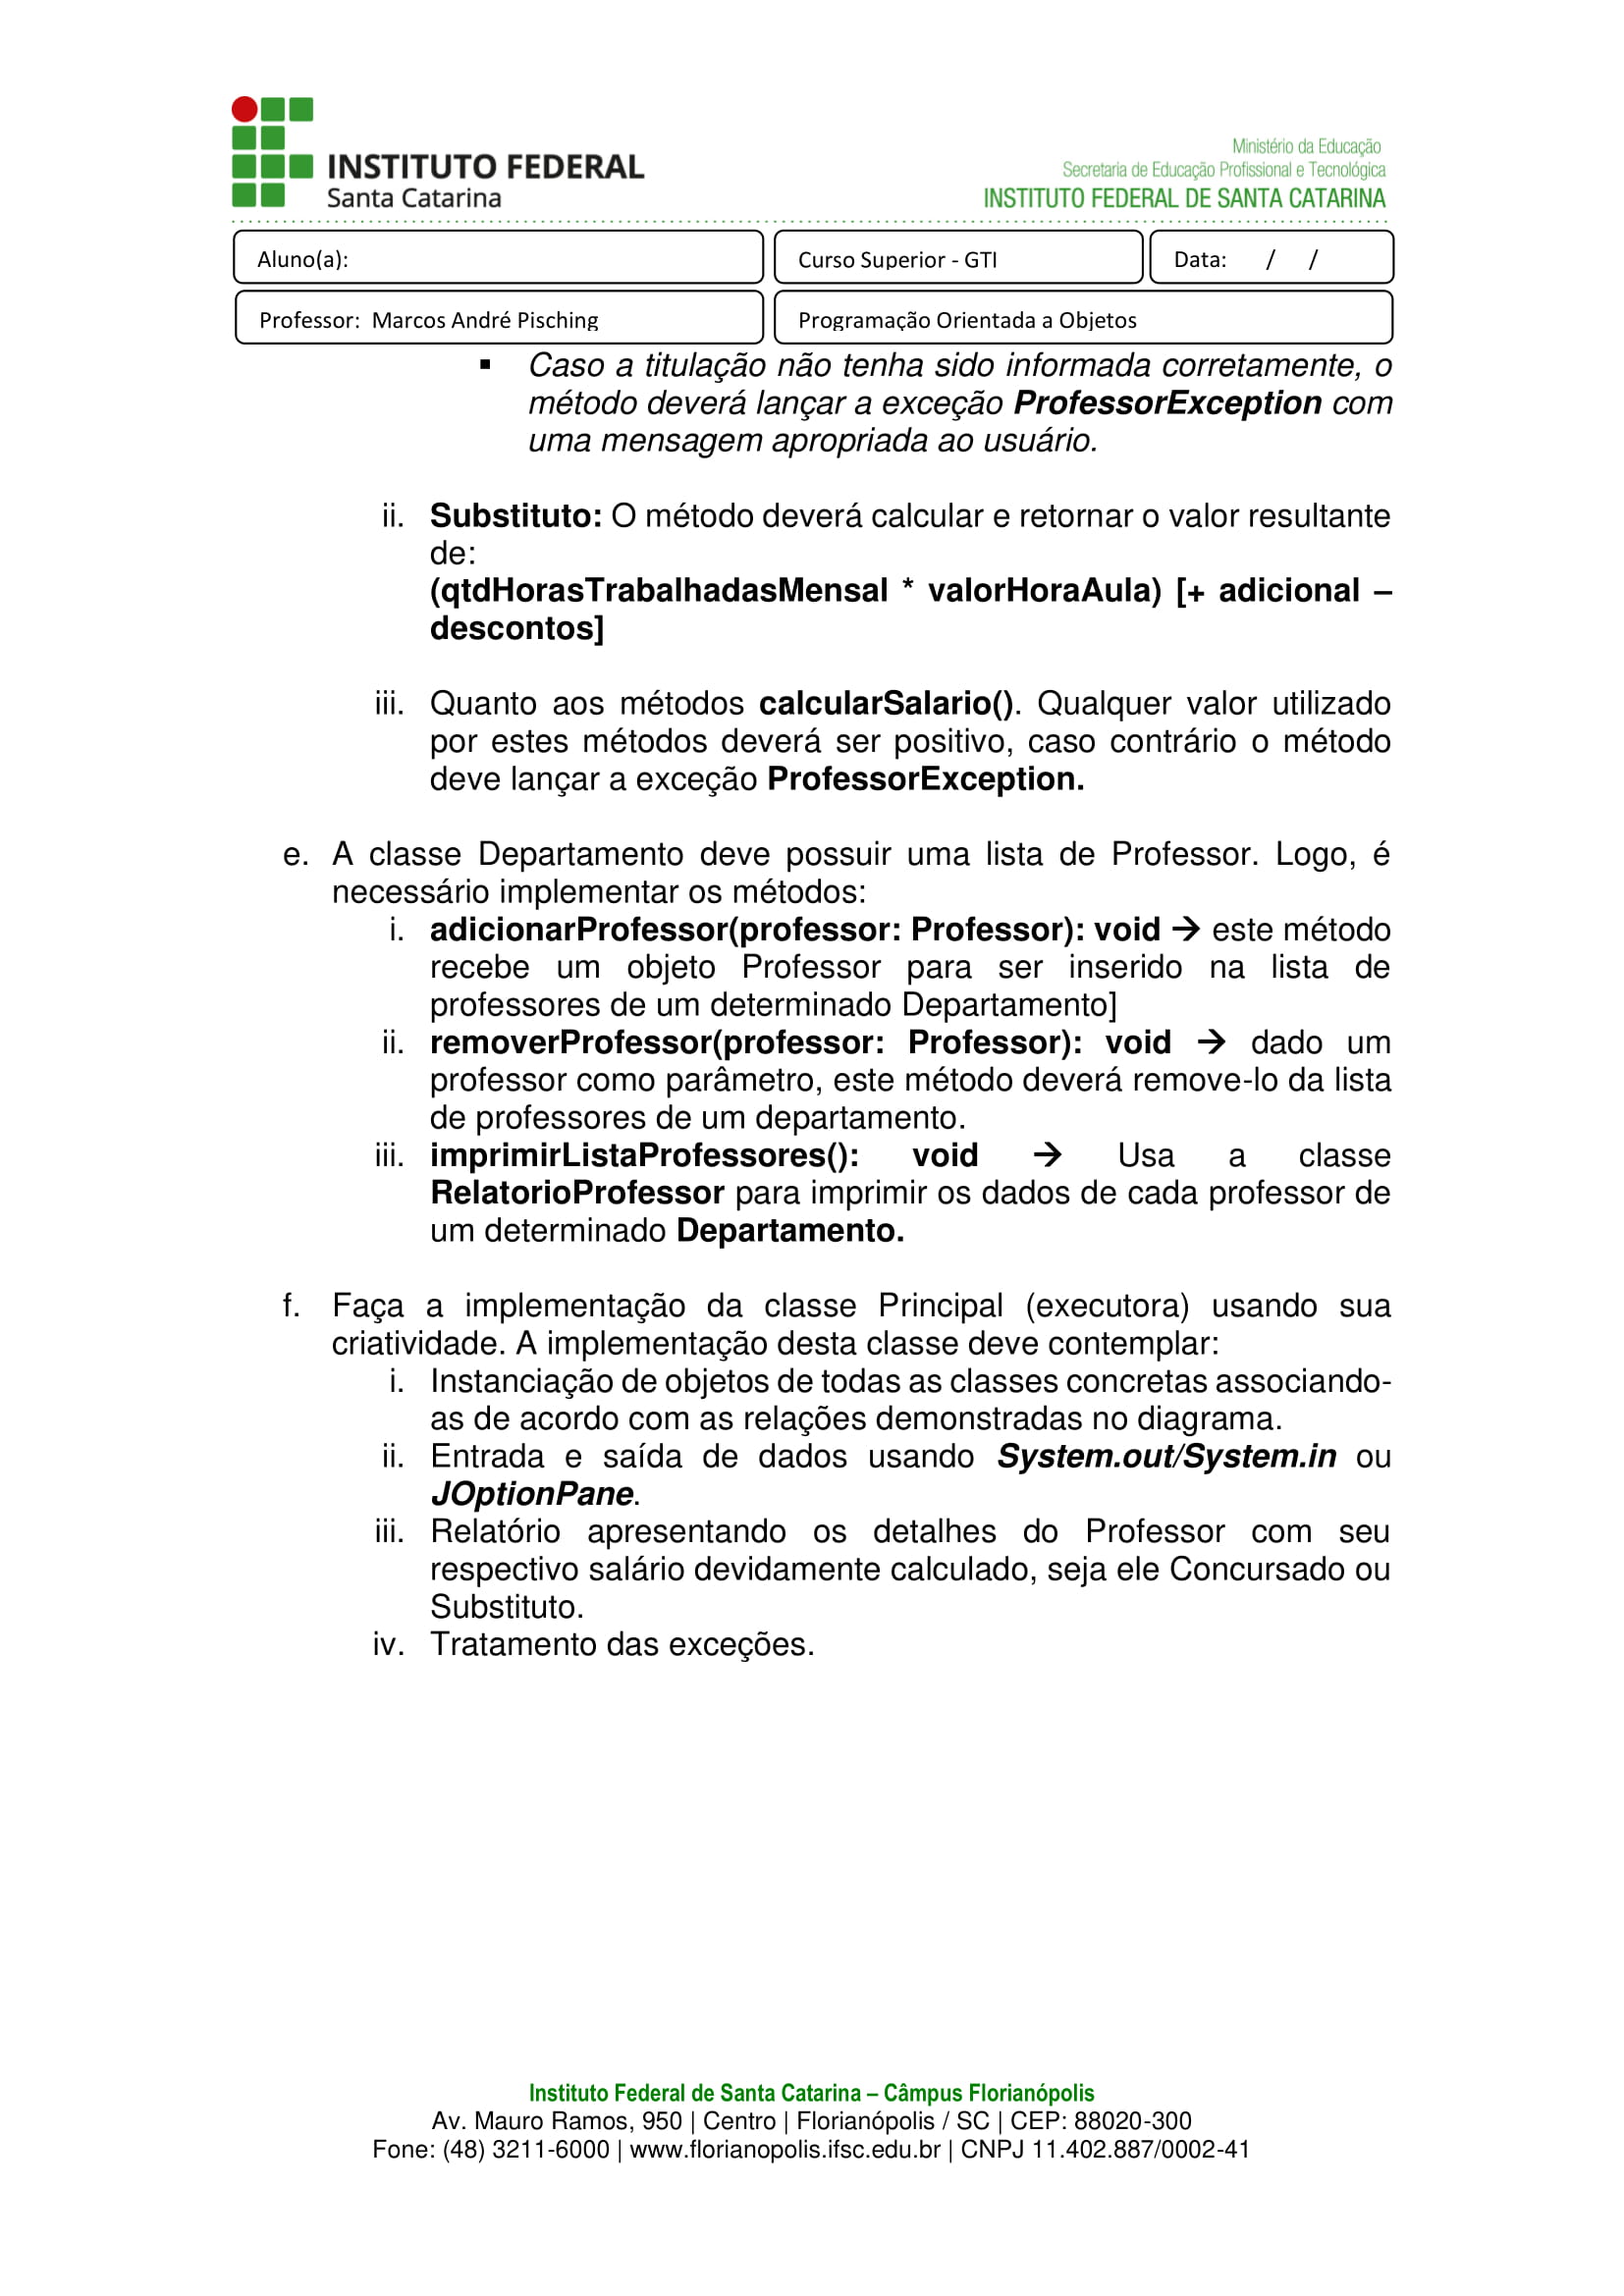 INSTITUTO FEDERAL
Santa Catarina
Ministério da Educação
Secretaria de Educação Profissional e Tecnológica
INSTITUTO FEDERAL DE SANTA CATARINA
Aluno(a):
Curso Superior - GTI
Data: / /
Professor: Marcos André Pisching
Programação Orientada a Objetos
▪ Caso a titulação não tenha sido informada corretamente, o
método deverá lançar a exceção ProfessorException com
uma mensagem apropriada ao usuário.
ii. Substituto: O método deverá calcular e retornar o valor resultante
de:
(qtdHorasTrabalhadasMensal * valorHoraAula) [+ adicional –
descontos]
iii. Quanto aos métodos calcularSalario(). Qualquer valor utilizado
por estes métodos deverá ser positivo, caso contrário o método
deve lançar a exceção ProfessorException.
e. A classe Departamento deve possuir uma lista de Professor. Logo, é
necessário implementar os métodos:
i. adicionarProfessor(professor: Professor): void → este método
recebe um objeto Professor para ser inserido na lista de
professores de um determinado Departamento]
ii. removerProfessor(professor: Professor): void → dado um
professor como parâmetro, este método deverá remove-lo da lista
de professores de um departamento.
iii. imprimirListaProfessores(): void → Usa a classe
RelatorioProfessor para imprimir os dados de cada professor de
um determinado Departamento.
f. Faça a implementação da classe Principal (executora) usando sua
criatividade. A implementação desta classe deve contemplar:
i. Instanciação de objetos de todas as classes concretas associando-
as de acordo com as relações demonstradas no diagrama.
ii. Entrada e saída de dados usando System.out/System.in ou
JOptionPane.
iii. Relatório apresentando os detalhes do Professor com seu
respectivo salário devidamente calculado, seja ele Concursado ou
Substituto.
iv. Tratamento das exceções.
Instituto Federal de Santa Catarina – Câmpus Florianópolis
Av. Mauro Ramos, 950 | Centro | Florianópolis / SC | CEP: 88020-300
Fone: (48) 3211-6000 | www.florianopolis.ifsc.edu.br | CNPJ 11.402.887/0002-41